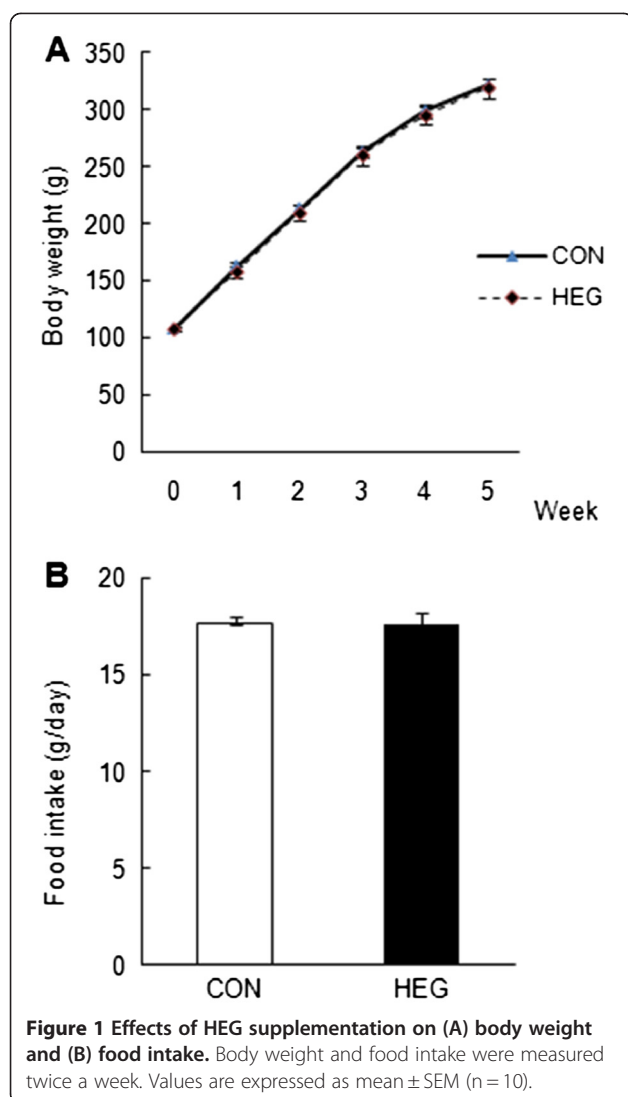 A
Body weight (g)
350
300
250
200
150
100
50
0
0 1 2 3 4 5
Week
CON
HEG
B
Food intake (g/day)
20
15
10
5
0
CON HEG
Figure 1 Effects of HEG supplementation on (A) body weight
and (B) food intake. Body weight and food intake were measured
twice a week. Values are expressed as mean ± SEM (n = 10).